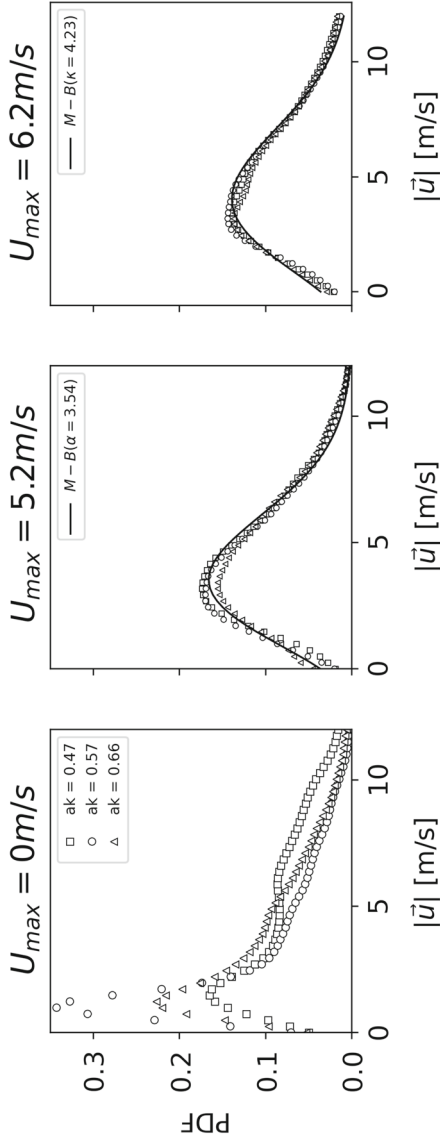 U_max = 0m/s
ak = 0.47
ak = 0.57
ak = 0.66
PDF
0.3
0.2
0.1
0.0
0
5
10
|u⃗| [m/s]
U_max = 5.2m/s
M − B(α = 3.54)
0
5
10
|u⃗| [m/s]
U_max = 6.2m/s
M − B(κ = 4.23)
0
5
10
|u⃗| [m/s]